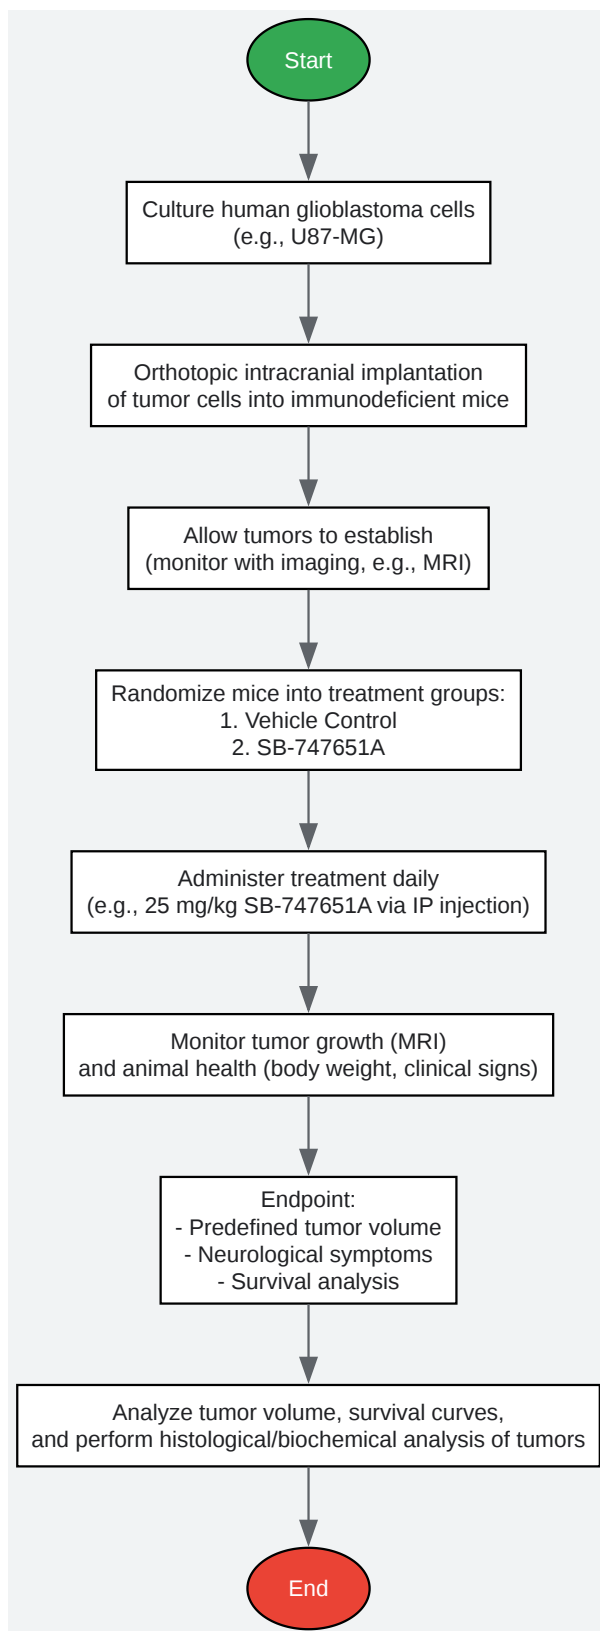 Start
Culture human glioblastoma cells
(e.g., U87-MG)
Orthotopic intracranial implantation
of tumor cells into immunodeficient mice
Allow tumors to establish
(monitor with imaging, e.g., MRI)
Randomize mice into treatment groups:
1. Vehicle Control
2. SB-747651A
Administer treatment daily
(e.g., 25 mg/kg SB-747651A via IP injection)
Monitor tumor growth (MRI)
and animal health (body weight, clinical signs)
Endpoint:
- Predefined tumor volume
- Neurological symptoms
- Survival analysis
Analyze tumor volume, survival curves,
and perform histological/biochemical analysis of tumors
End